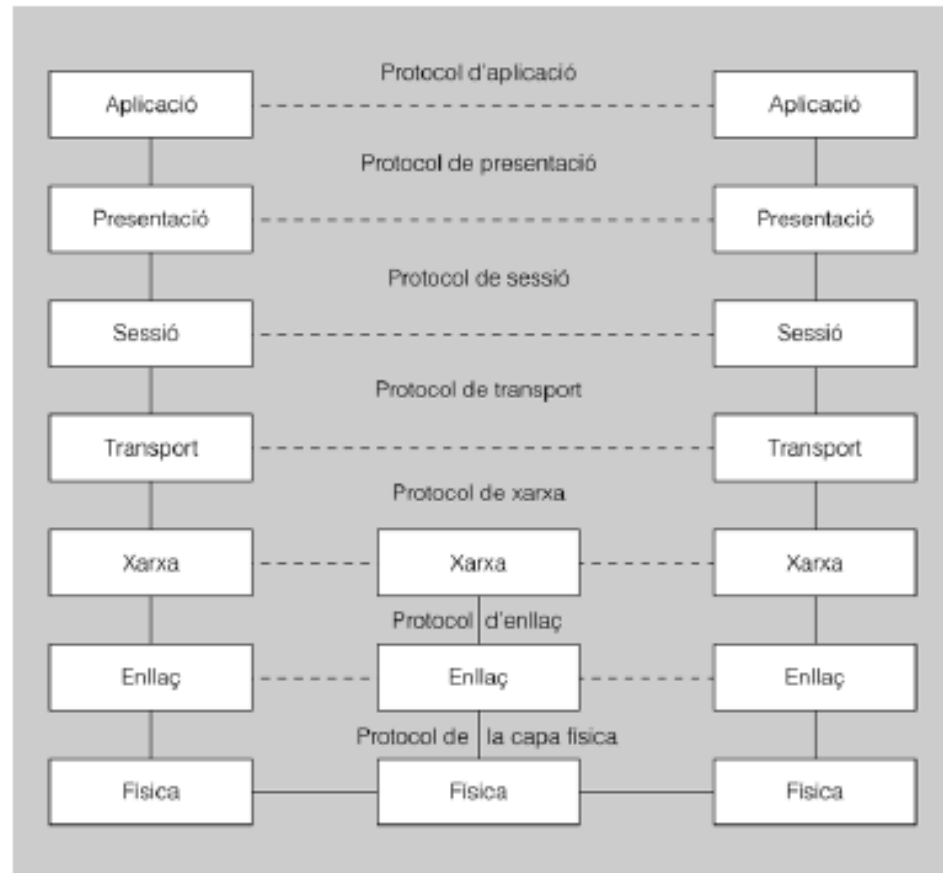 Protocol d'aplicació
Aplicació Aplicació
Protocol de presentació
Presentació Presentació
Protocol de sessió
Sessió Sessió
Protocol de transport
Transport Transport
Protocol de xarxa
Xarxa Xarxa Xarxa
Protocol d'enllaç
Enllaç Enllaç Enllaç
Protocol de la capa física
Física Física Física